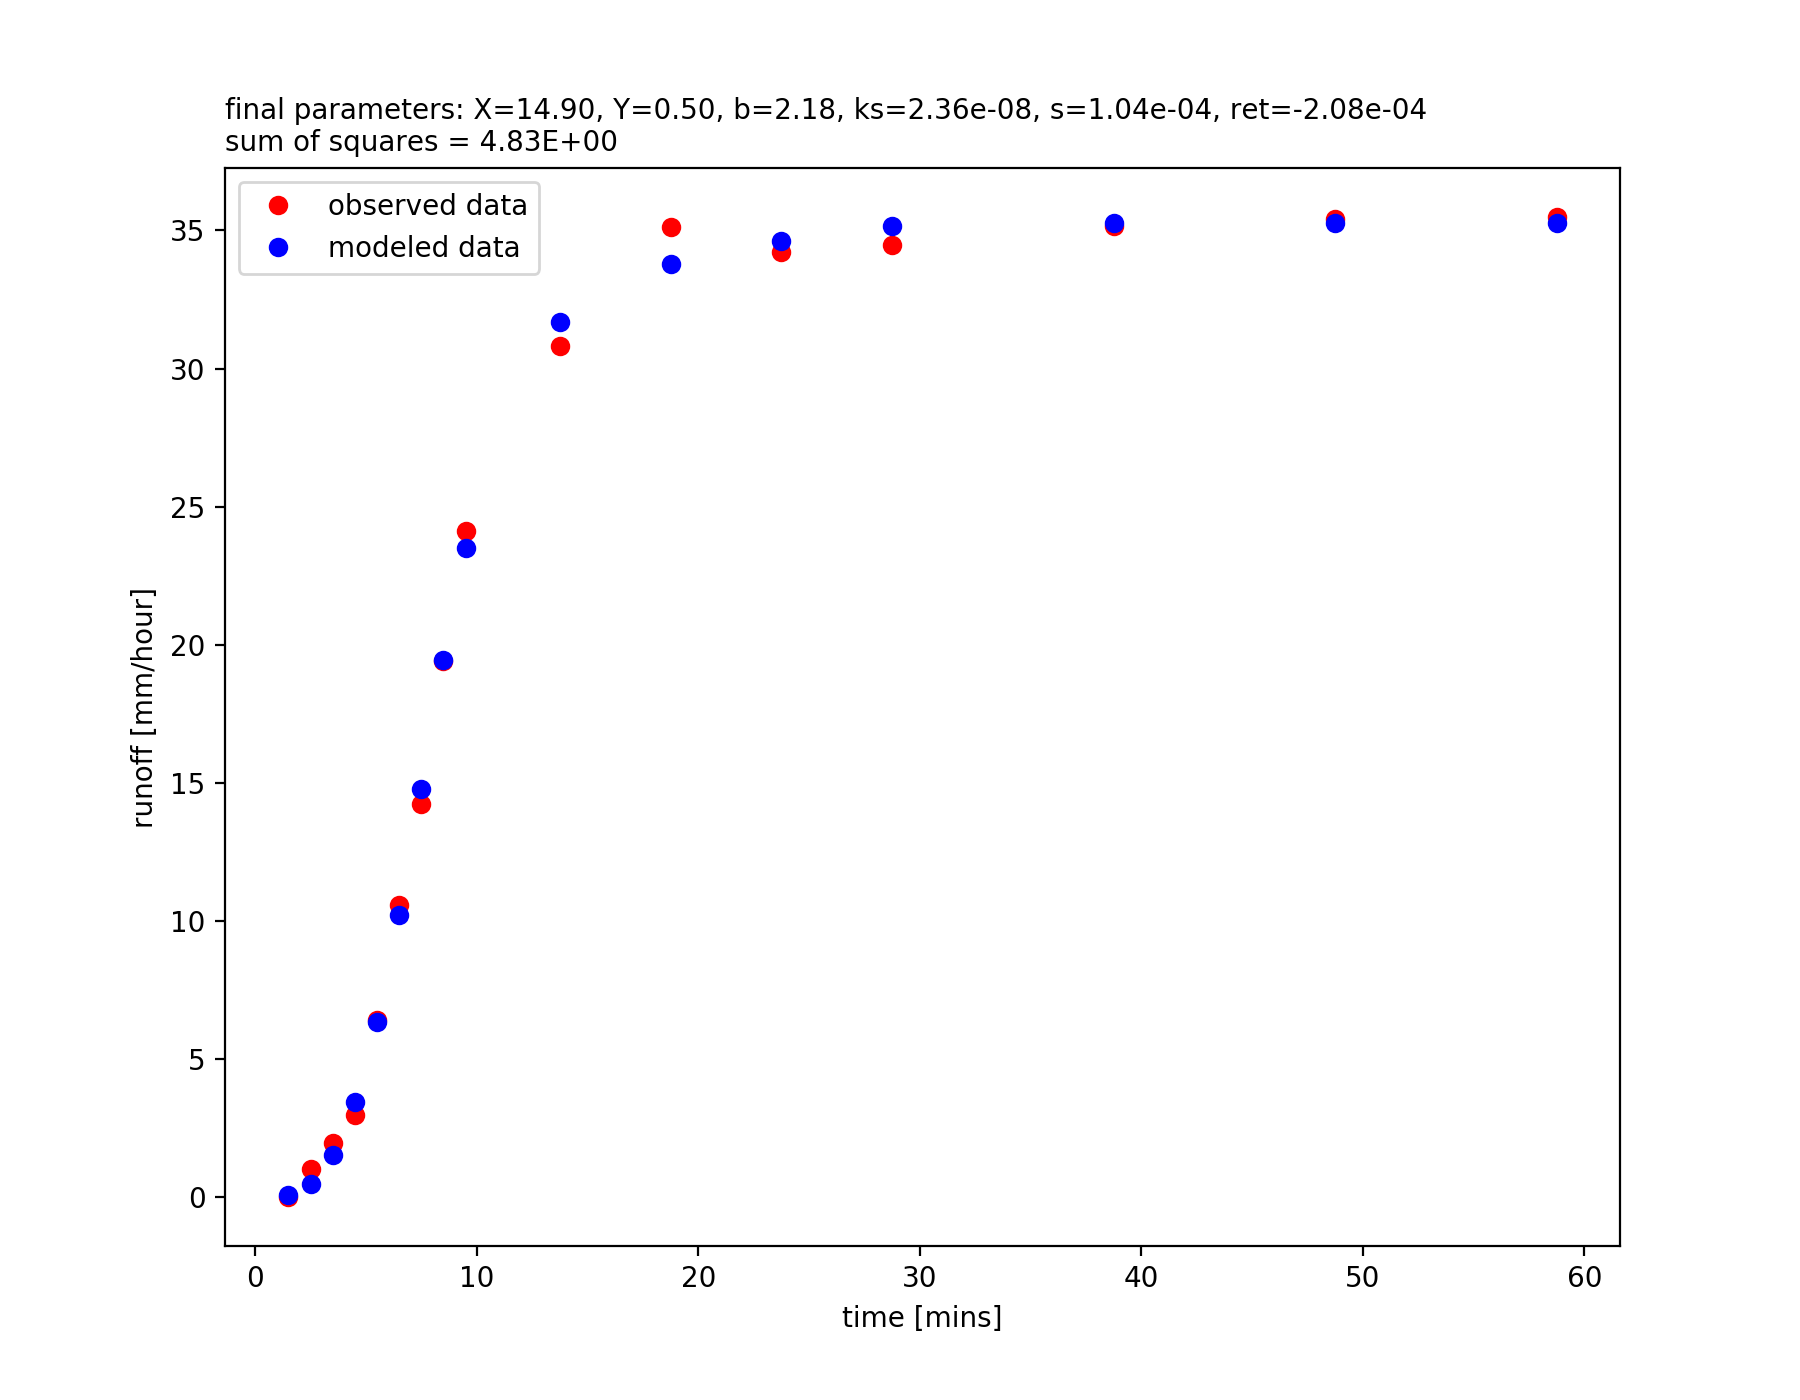 final parameters: X=14.90, Y=0.50, b=2.18, ks=2.36e-08, s=1.04e-04, ret=-2.08e-04
sum of squares = 4.83E+00
observed data
modeled data
35
30
25
20
15
10
5
0
runoff [mm/hour]
0 10 20 30 40 50 60
time [mins]